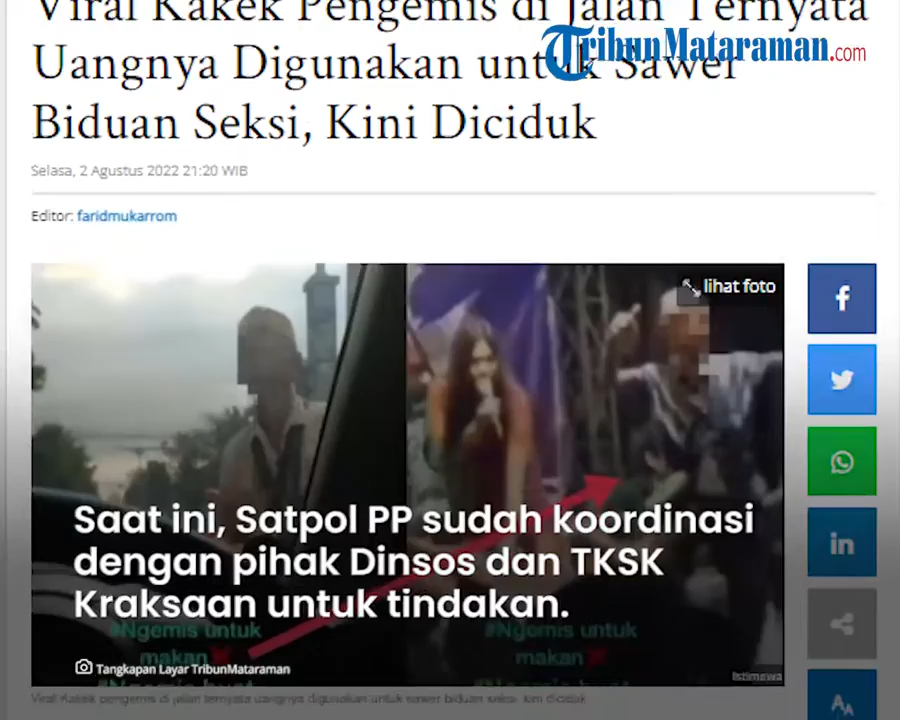 Viral Kakek Pengemis di Jalan Ternyata
TribunMataraman.com
Uangnya Digunakan untuk Sawer
Biduan Seksi, Kini Diciduk
Selasa, 2 Agustus 2022 21:20 WIB
Editor: faridmukarrom
lihat foto
Saat ini, Satpol PP sudah koordinasi
dengan pihak Dinsos dan TKSK
Kraksaan untuk tindakan.
#Ngemis untuk
makan
#Ngemis untuk
makan
Tangkapan Layar TribunMataraman
Istimewa
Viral Kakek pengemis di jalan ternyata uangnya digunakan untuk sawer biduan seksi, kini diciduk